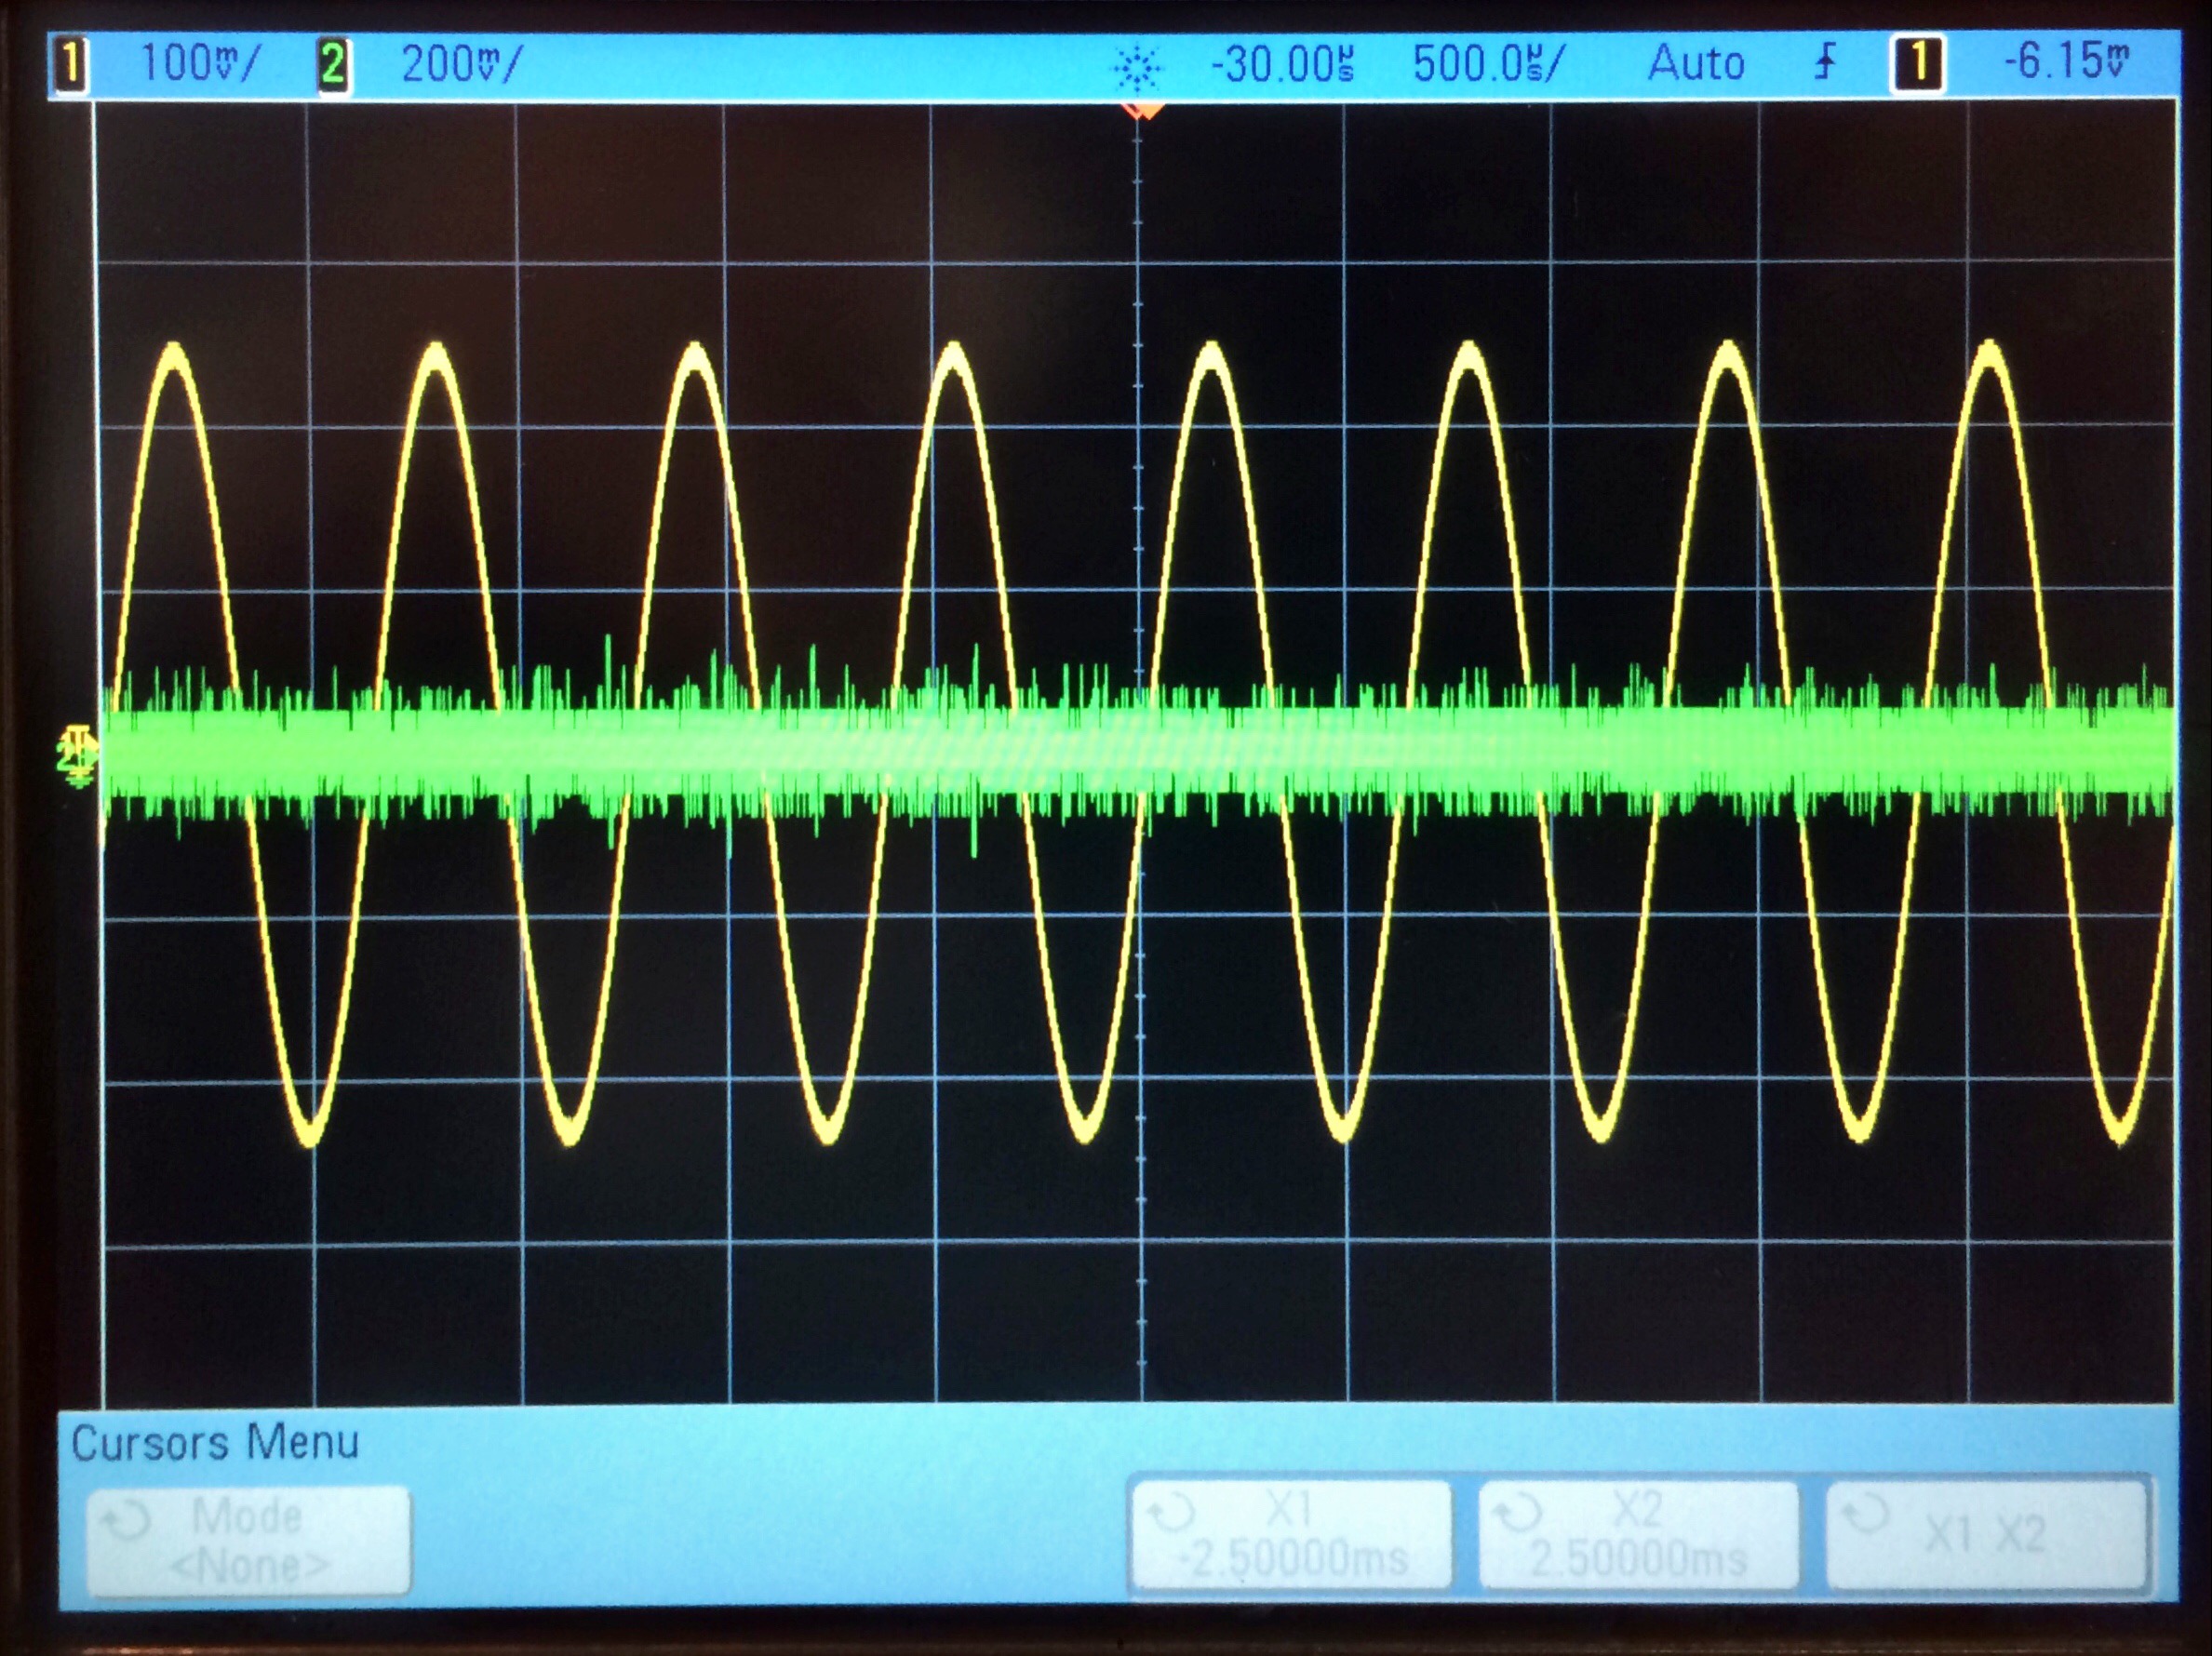 1 100mV/ 2 200mV/ -30.00µs 500.0µs/ Auto 1 -6.15mV
Cursors Menu
Mode
<None>
X1
-2.50000ms
X2
2.50000ms
X1 X2